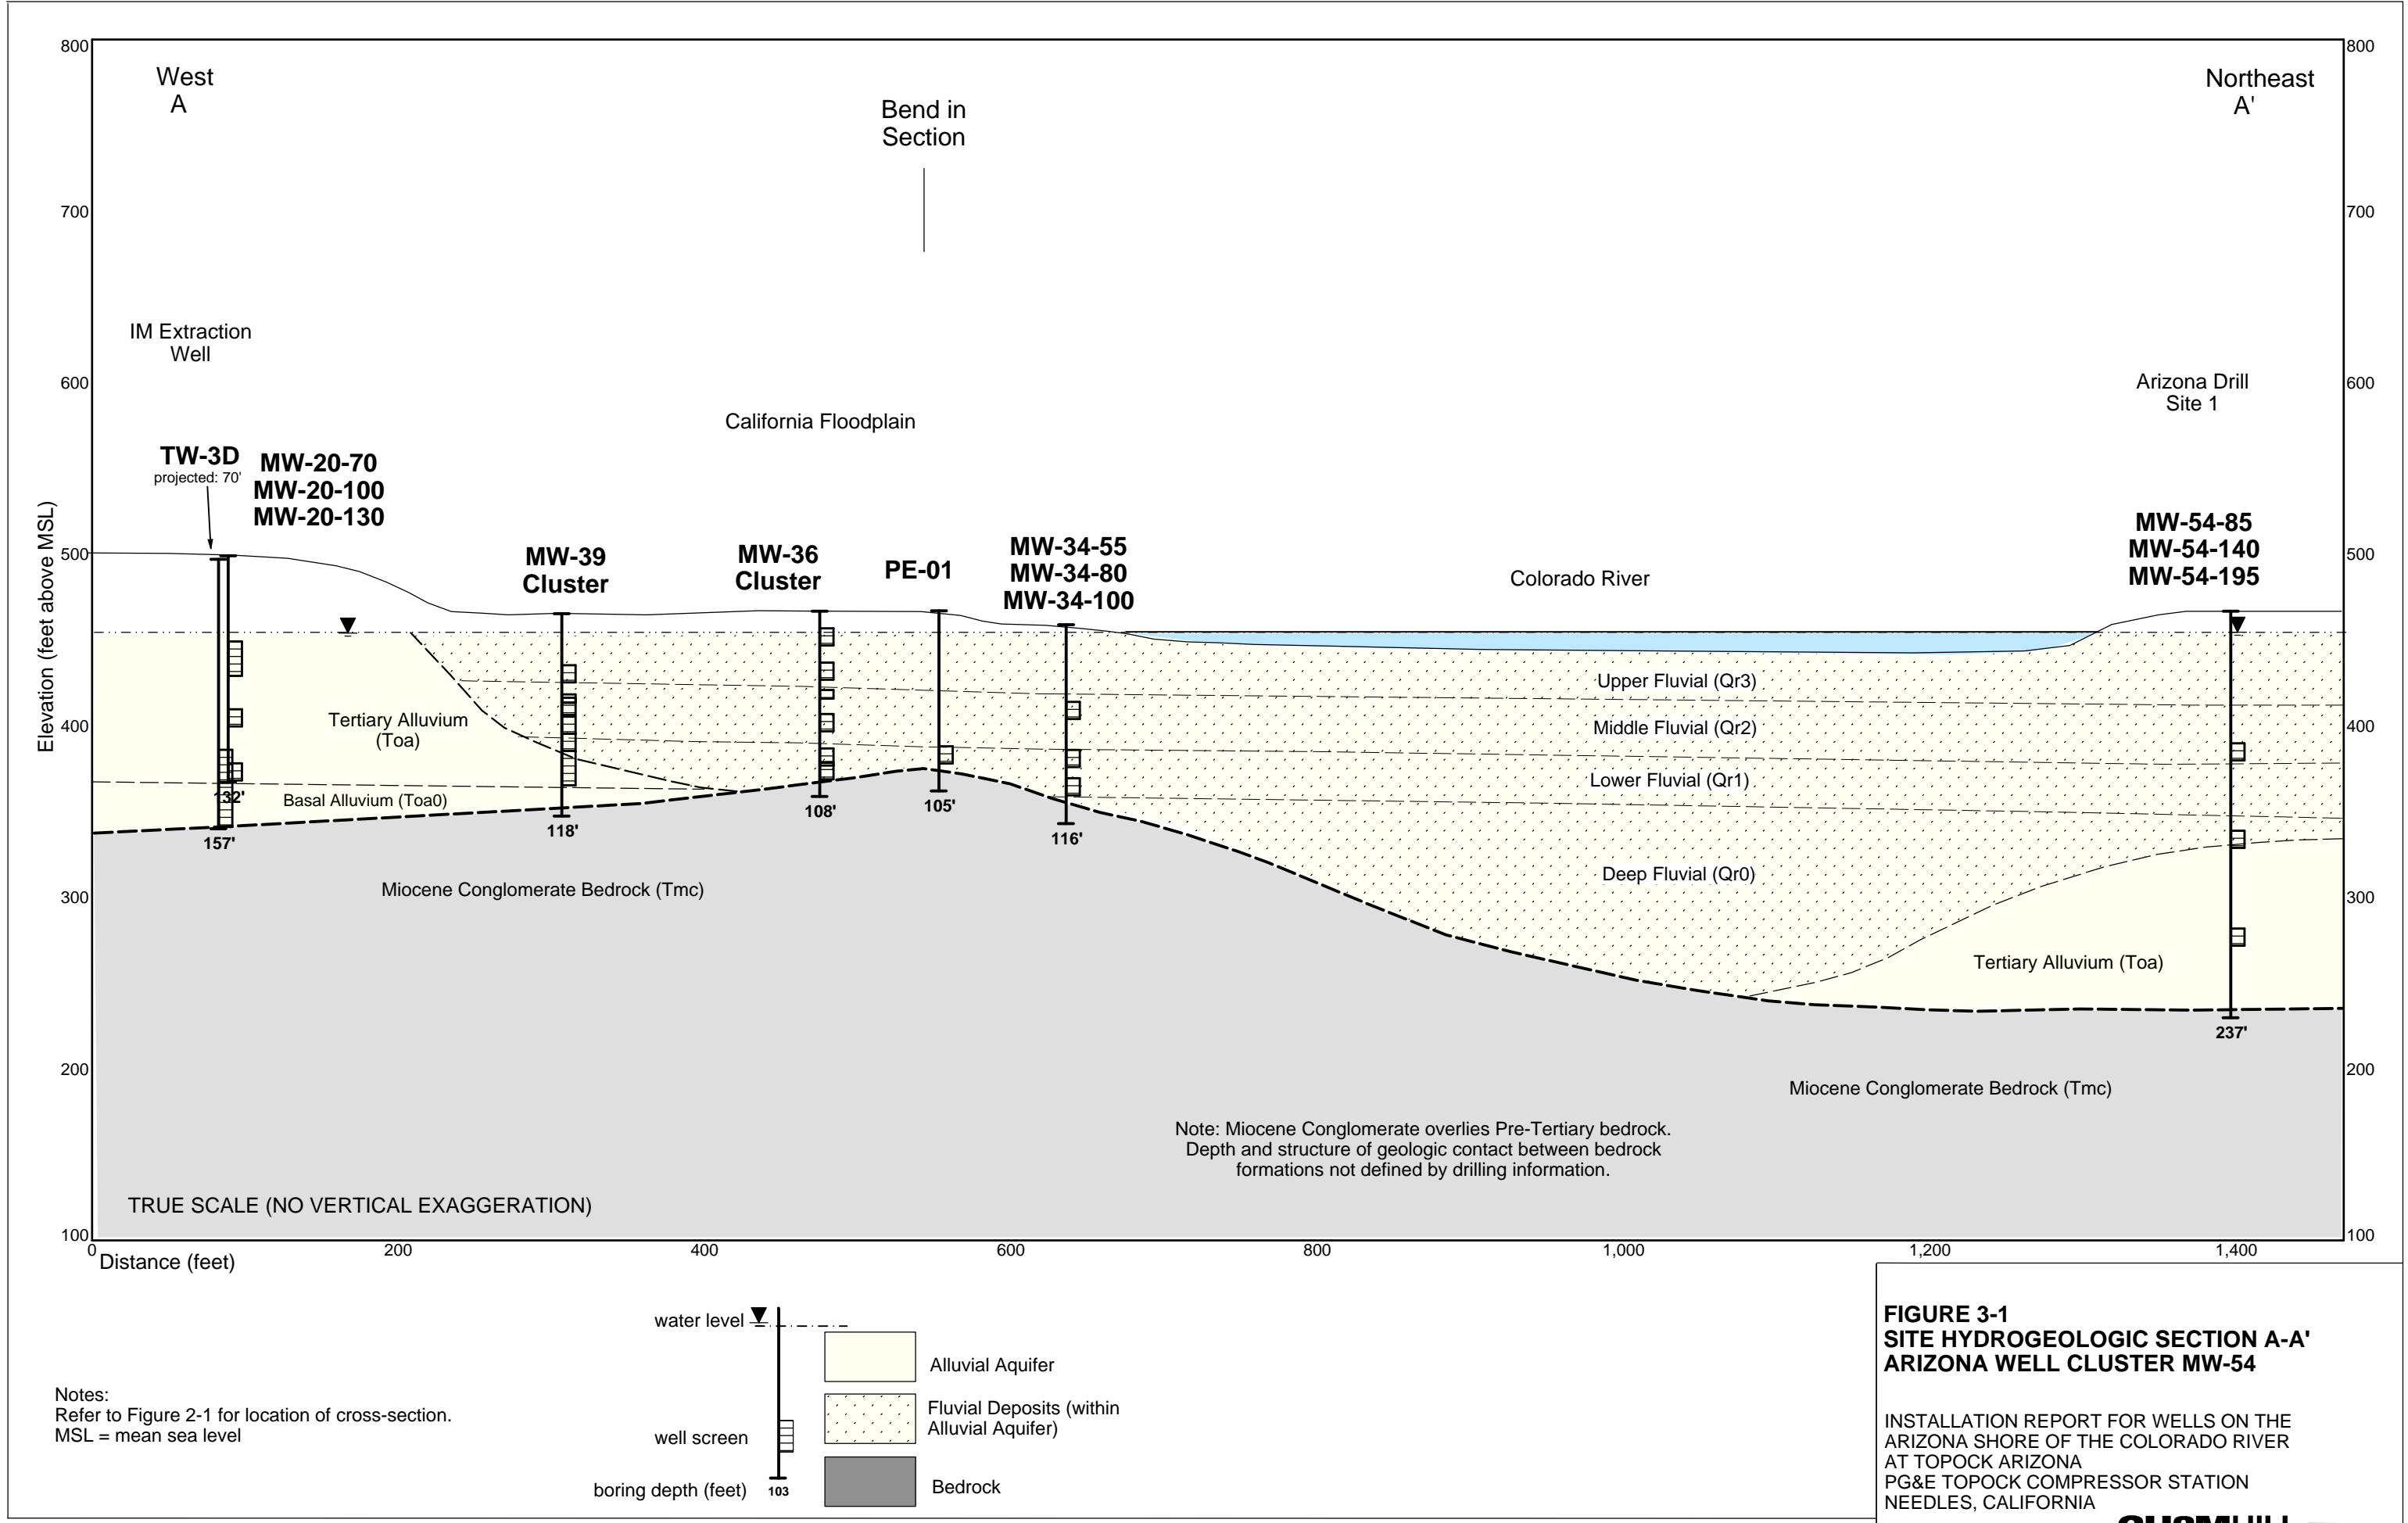 800
800
West
A
Northeast
A'
Bend in
Section
700
700
IM Extraction
Well
600
600
Arizona Drill
Site 1
California Floodplain
TW-3D
projected: 70'
MW-20-70
MW-20-100
MW-20-130
Elevation (feet above MSL)
500
500
MW-39
Cluster
MW-36
Cluster
PE-01
MW-34-55
MW-34-80
MW-34-100
Colorado River
MW-54-85
MW-54-140
MW-54-195
Upper Fluvial (Qr3)
Tertiary Alluvium
(Toa)
400
400
Middle Fluvial (Qr2)
Lower Fluvial (Qr1)
Basal Alluvium (Toa0)
157'
118'
108'
105'
116'
Deep Fluvial (Qr0)
Miocene Conglomerate Bedrock (Tmc)
300
300
Tertiary Alluvium (Toa)
237'
200
200
Miocene Conglomerate Bedrock (Tmc)
Note: Miocene Conglomerate overlies Pre-Tertiary bedrock.
Depth and structure of geologic contact between bedrock
formations not defined by drilling information.
TRUE SCALE (NO VERTICAL EXAGGERATION)
100
100
0
200
400
600
800
1,000
1,200
1,400
Distance (feet)
water level
well screen
boring depth (feet)
103
Alluvial Aquifer
Fluvial Deposits (within
Alluvial Aquifer)
Bedrock
Notes:
Refer to Figure 2-1 for location of cross-section.
MSL = mean sea level
FIGURE 3-1
SITE HYDROGEOLOGIC SECTION A-A'
ARIZONA WELL CLUSTER MW-54
INSTALLATION REPORT FOR WELLS ON THE
ARIZONA SHORE OF THE COLORADO RIVER
AT TOPOCK ARIZONA
PG&E TOPOCK COMPRESSOR STATION
NEEDLES, CALIFORNIA